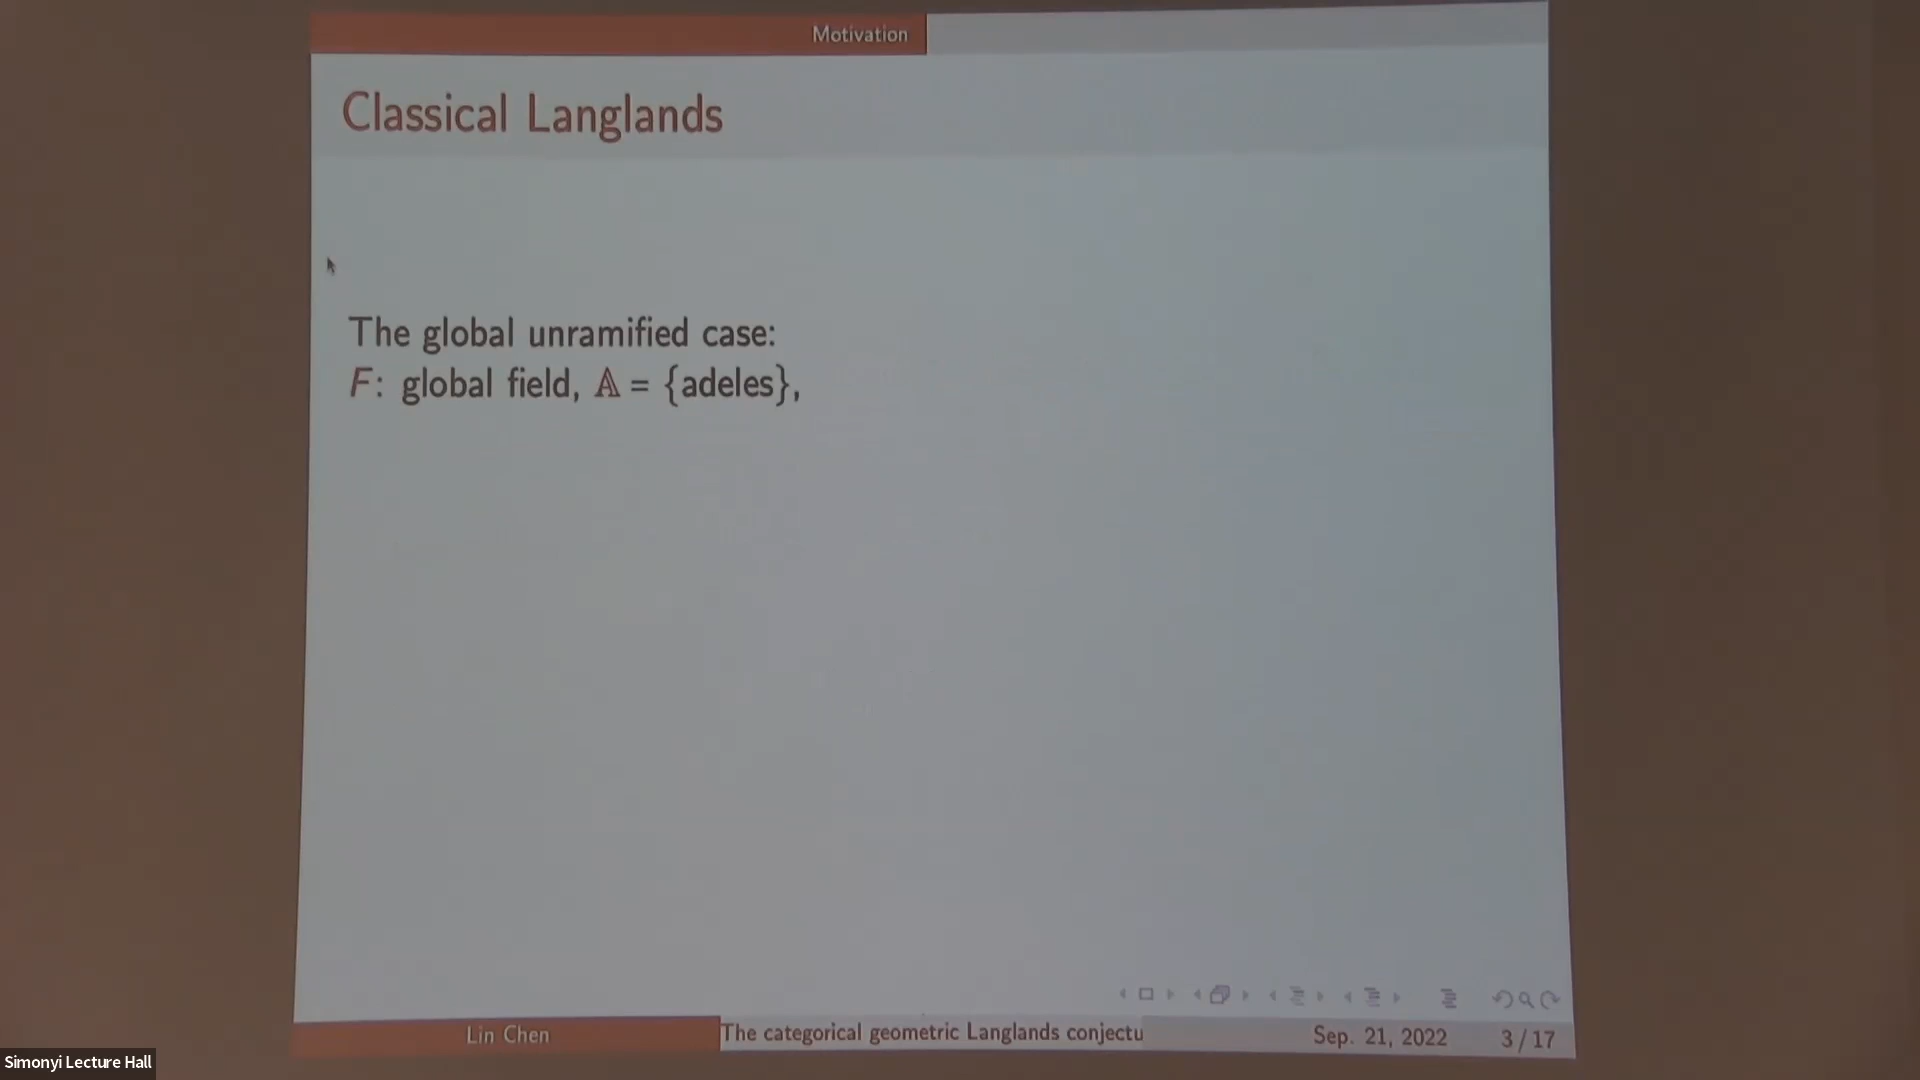 Motivation
Classical Langlands
The global unramified case:
F: global field, 𝔸 = {adeles},
Lin Chen
The categorical geometric Langlands conjectu
Sep. 21, 2022
3 / 17
Simonyi Lecture Hall